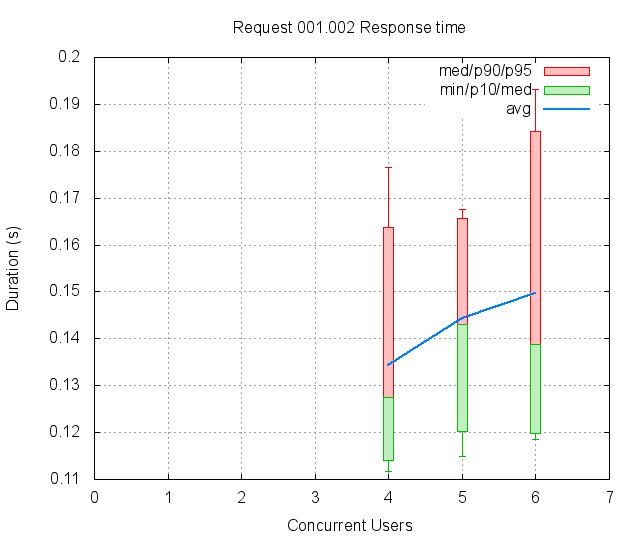 Request 001.002 Response time
0.2
0.19
0.18
0.17
0.16
0.15
0.14
0.13
0.12
0.11
Duration (s)
med/p90/p95
min/p10/med
avg
0 1 2 3 4 5 6 7
Concurrent Users